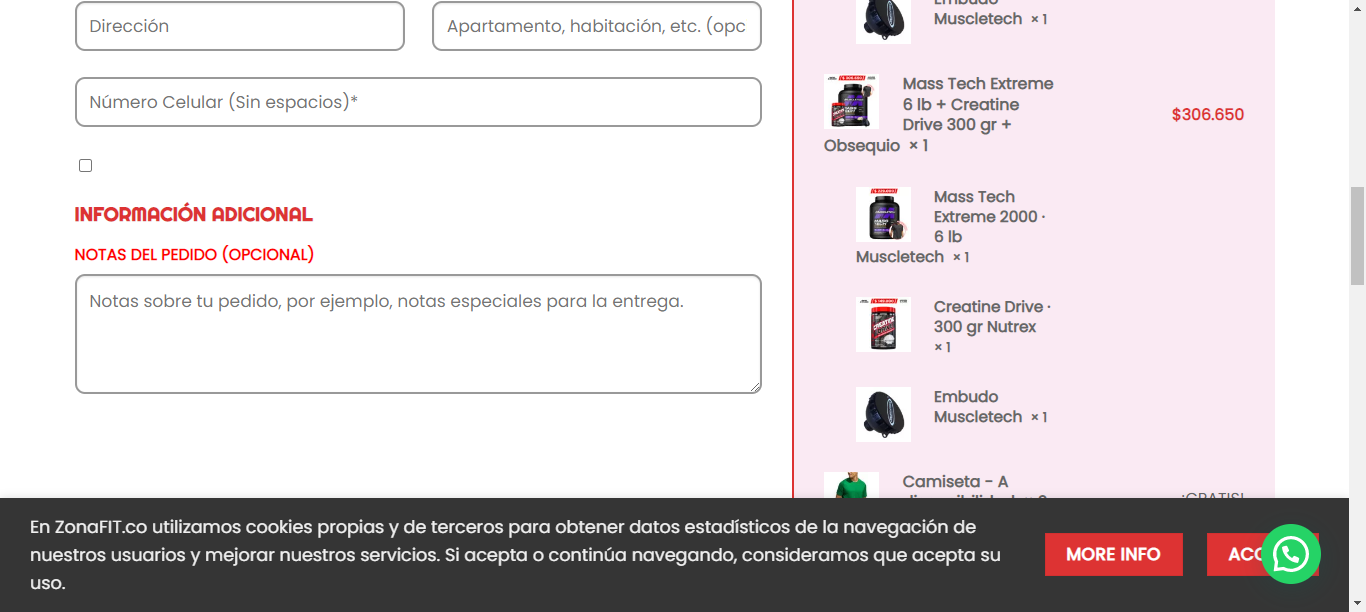 Dirección
Apartamento, habitación, etc. (opc
Número Celular (Sin espacios)*
INFORMACIÓN ADICIONAL
NOTAS DEL PEDIDO (OPCIONAL)
Notas sobre tu pedido, por ejemplo, notas especiales para la entrega.
Embudo
Muscletech × 1
Mass Tech Extreme
6 lb + Creatine
Drive 300 gr +
Obsequio × 1
$306.650
Mass Tech
Extreme 2000 ·
6 lb
Muscletech × 1
Creatine Drive ·
300 gr Nutrex
× 1
Embudo
Muscletech × 1
Camiseta - A
¡GRATIS!
En ZonaFIT.co utilizamos cookies propias y de terceros para obtener datos estadísticos de la navegación de
nuestros usuarios y mejorar nuestros servicios. Si acepta o continúa navegando, consideramos que acepta su
uso.
MORE INFO